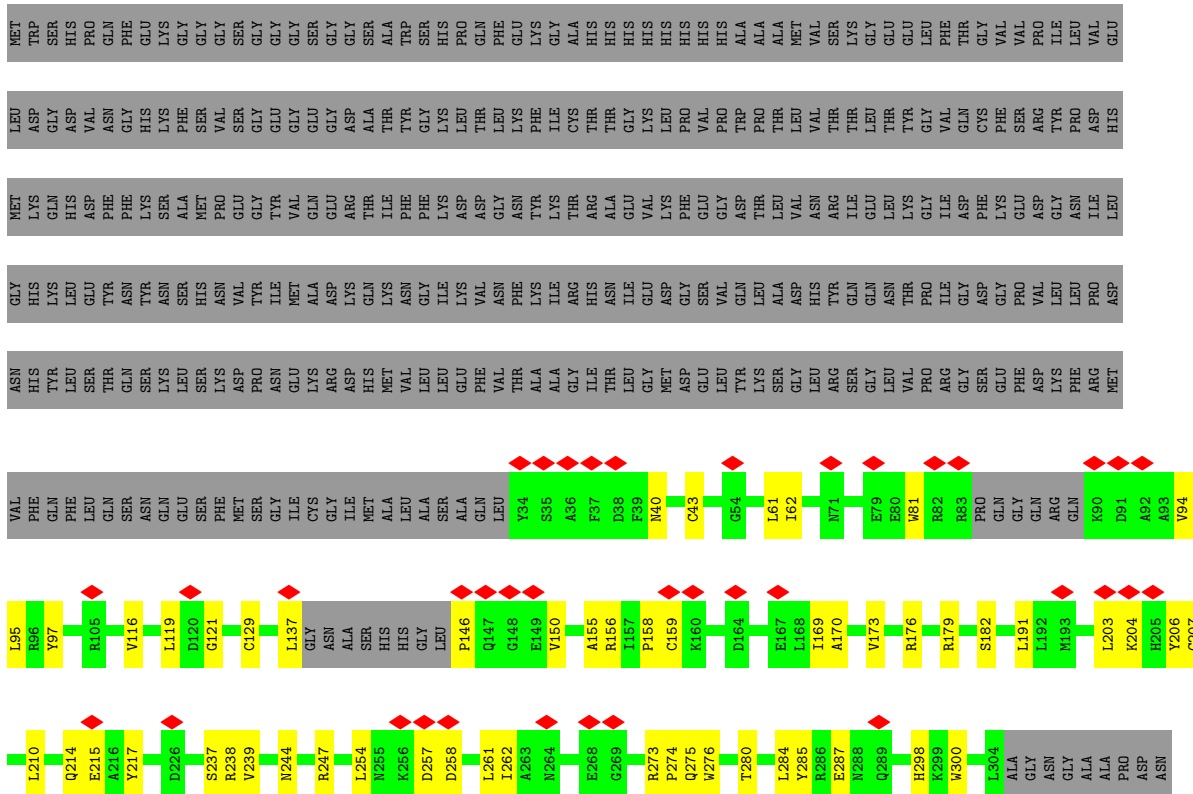 MET TRP SER HIS PRO GLN PHE GLU LYS GLY GLY GLY SER GLY GLY GLY SER GLY GLY SER ALA TRP SER HIS PRO GLN PHE GLU LYS GLY ALA HIS HIS HIS HIS HIS HIS HIS HIS HIS HIS ALA ALA ALA MET VAL SER LYS GLY GLU GLU LEU PHE THR GLY VAL VAL PRO ILE LEU VAL GLU
LEU ASP GLY ASP VAL ASN GLY HIS LYS PHE SER VAL SER GLY GLU GLY GLU GLY ASP ALA THR TYR GLY LYS LEU THR LEU LYS PHE ILE CYS THR THR GLY LYS LEU PRO VAL PRO TRP PRO THR LEU VAL THR THR LEU THR TYR GLY VAL GLN CYS PHE SER ARG TYR PRO ASP HIS
MET LYS GLN HIS ASP PHE PHE LYS SER ALA MET PRO GLU GLY TYR VAL GLN GLU ARG THR ILE PHE PHE LYS ASP ASP GLY ASN TYR LYS THR ARG ALA GLU VAL LYS PHE GLU GLY ASP THR LEU VAL ASN ARG ILE GLU LEU LYS GLY ILE ASP PHE LYS GLU ASP GLY ASN ILE LEU
GLY HIS LYS LEU GLU TYR ASN TYR ASN SER HIS ASN VAL TYR ILE MET ALA ASP LYS GLN LYS ASN GLY ILE LYS VAL ASN PHE LYS ILE ARG HIS ASN ILE GLU ASP GLY SER VAL GLN LEU ALA ASP HIS TYR GLN GLN ASN THR PRO ILE GLY ASP GLY PRO VAL LEU LEU PRO ASP
ASN HIS TYR LEU SER THR GLN SER LYS LEU SER LYS ASP PRO ASN GLU LYS ARG ASP HIS MET VAL LEU LEU GLU PHE VAL THR ALA ALA GLY ILE THR LEU GLY MET ASP GLU LEU TYR LYS SER GLY LEU ARG SER GLY LEU VAL PRO ARG GLY SER GLU PHE ASP LYS PHE ARG MET
VAL PHE GLN PHE LEU GLN SER ASN GLN GLU SER PHE MET SER GLY ILE CYS GLY ILE MET ALA LEU ALA SER ALA GLN LEU Y34 S35 A36 F37 D38 F39 N40 C43 G54 L61 I62 N71 E79 E80 W81 R82 R83 PRO GLN GLY GLN ARG GLN K90 D91 A92 A93 V94
L95 R96 Y97 R105 V116 L119 D120 G121 C129 L137 GLY ASN ALA SER HIS HIS GLY LEU P146 Q147 G148 E149 V150 A155 R156 I157 P158 C159 K160 D164 E167 L168 I169 A170 V173 R176 R179 S182 L191 L192 M193 L203 K204 H205 Y206 C207
L210 Q214 E215 A216 Y217 D226 S237 R238 V239 N244 R247 L254 N255 K256 D257 D258 L261 I262 A263 N264 E268 G269 R273 P274 Q275 W276 T280 L284 Y285 R286 E287 N288 Q289 H298 K299 W300 L304 ALA GLY ASN GLY ALA ALA PRO ASP ASN